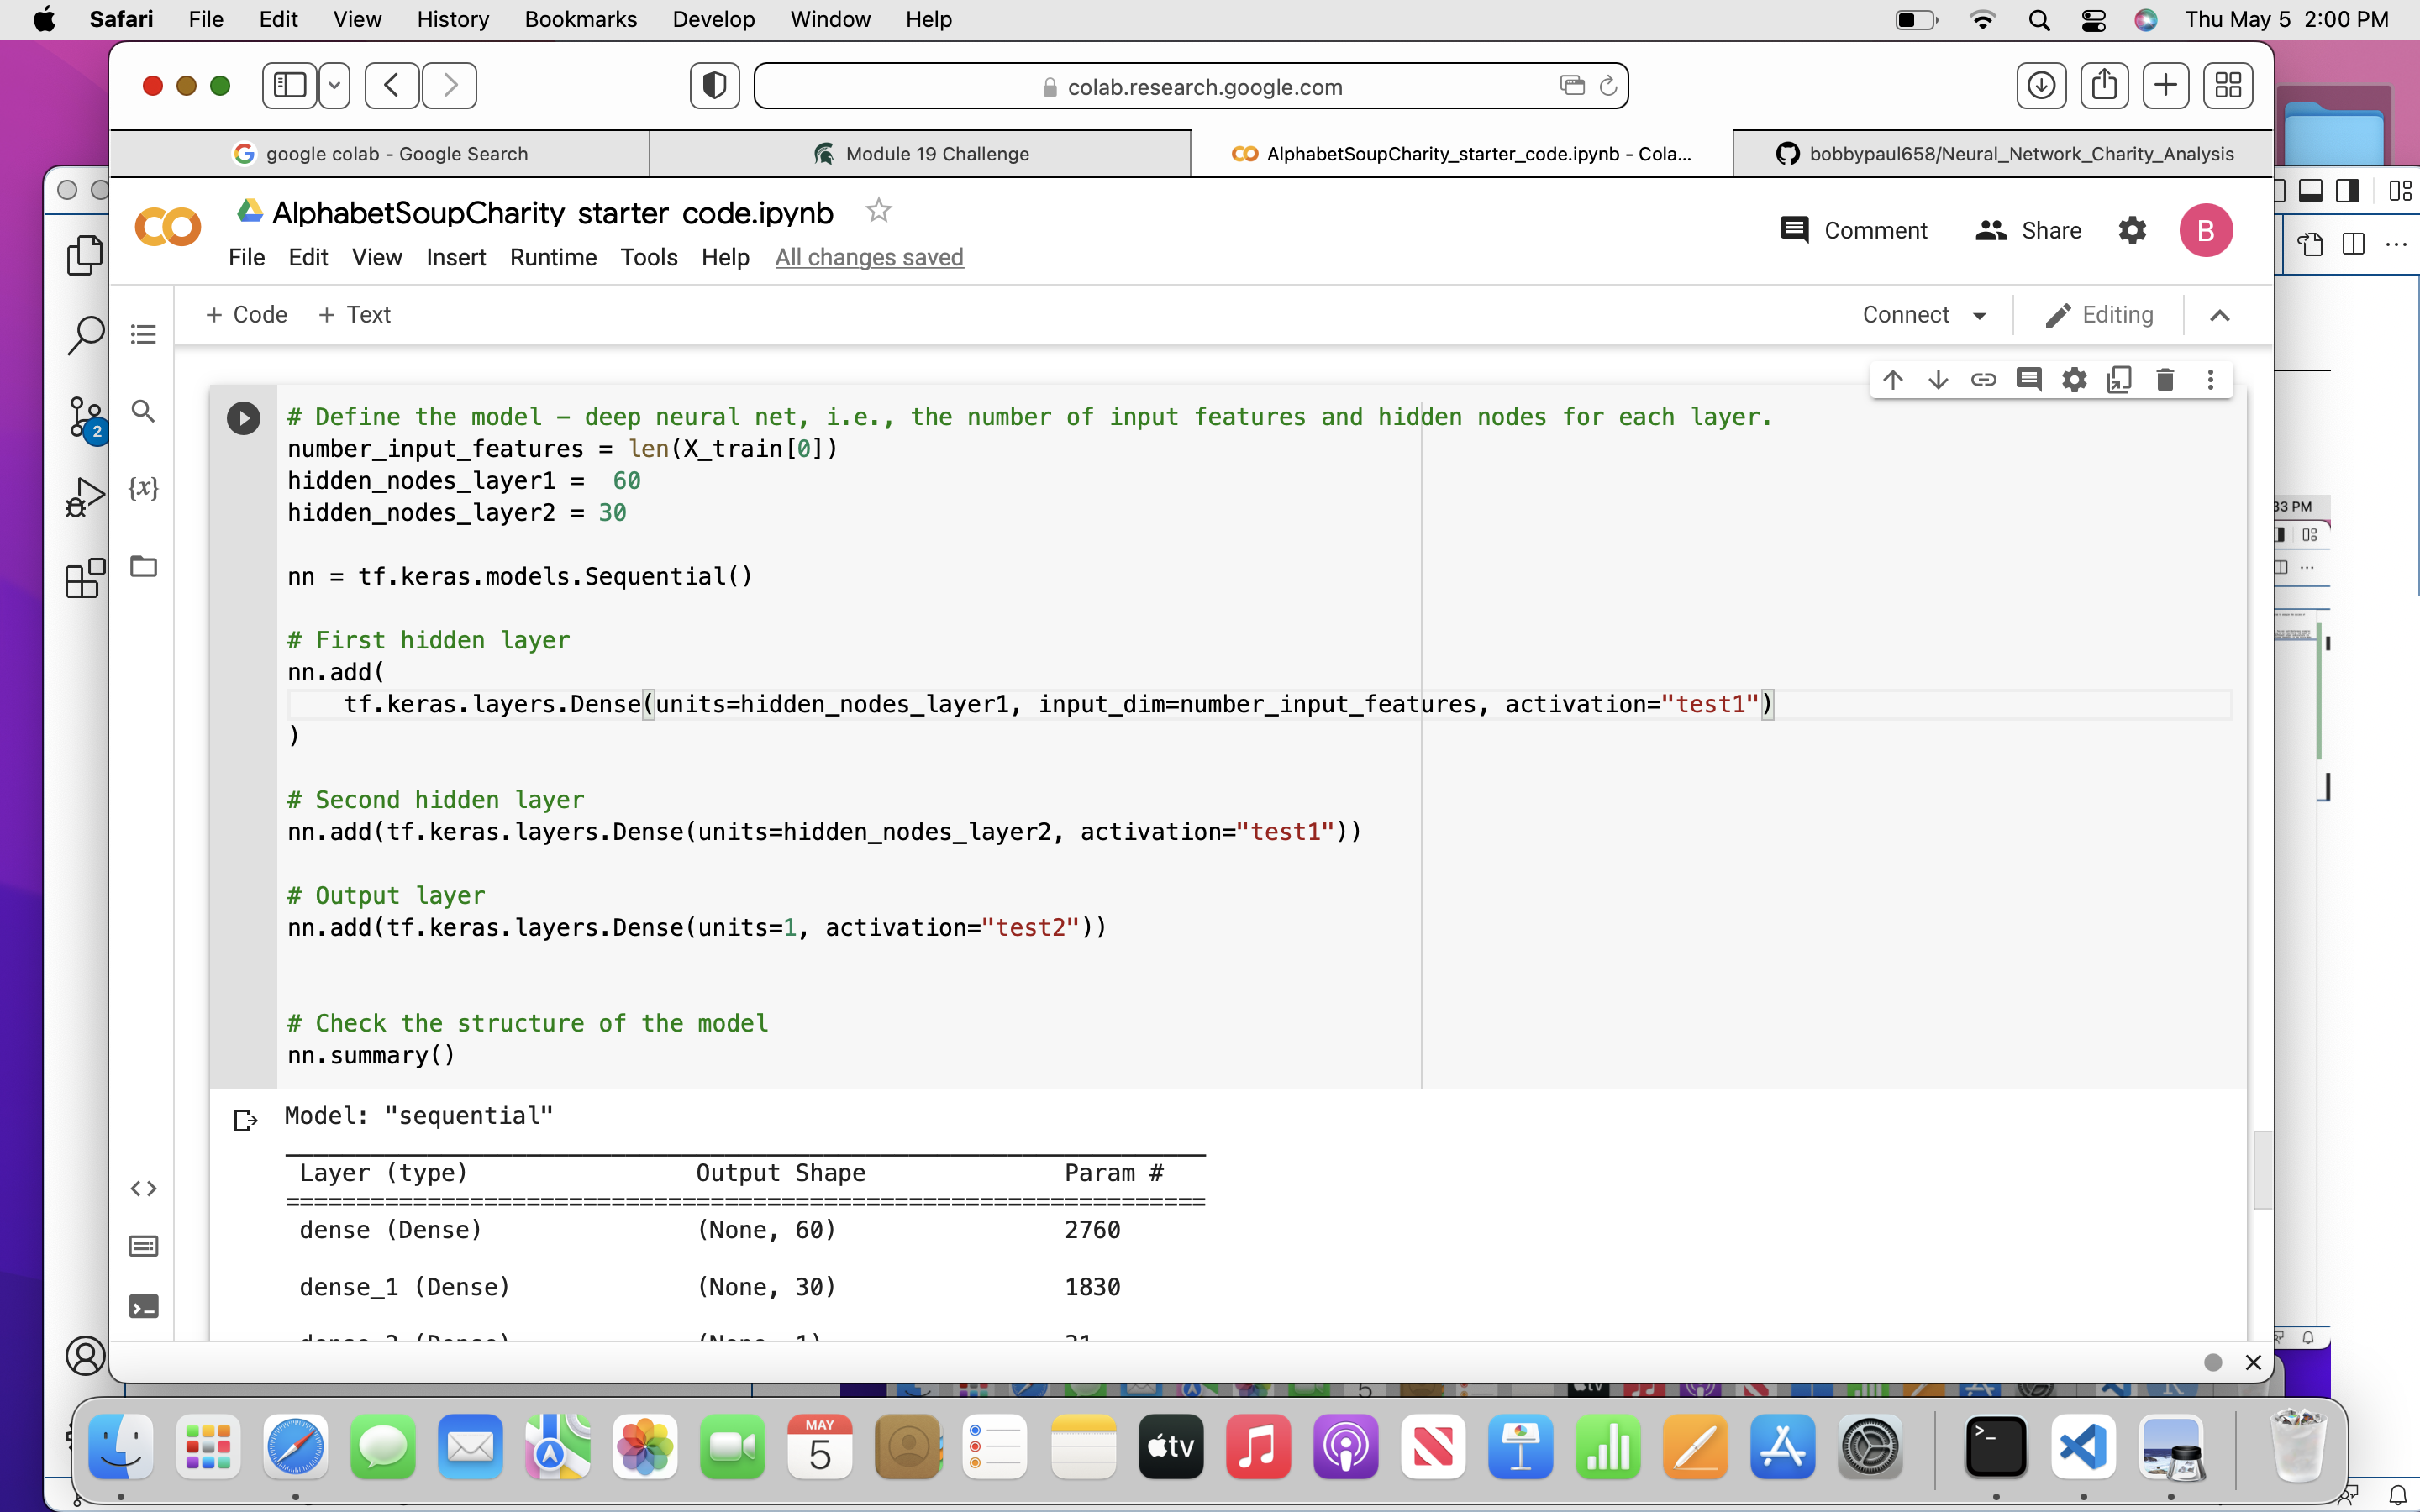 Safari File Edit View History Bookmarks Develop Window Help Thu May 5 2:00 PM
colab.research.google.com
google colab - Google Search
Module 19 Challenge
AlphabetSoupCharity_starter_code.ipynb - Cola...
bobbypaul658/Neural_Network_Charity_Analysis
AlphabetSoupCharity_starter_code.ipynb
File Edit View Insert Runtime Tools Help All changes saved
Comment Share B
+ Code + Text
Connect Editing
2
{x}
# Define the model – deep neural net, i.e., the number of input features and hidden nodes for each layer.
number_input_features = len(X_train[0])
hidden_nodes_layer1 =  60
hidden_nodes_layer2 = 30
nn = tf.keras.models.Sequential()
# First hidden layer
nn.add(
    tf.keras.layers.Dense(units=hidden_nodes_layer1, input_dim=number_input_features, activation="test1")
)
# Second hidden layer
nn.add(tf.keras.layers.Dense(units=hidden_nodes_layer2, activation="test1"))
# Output layer
nn.add(tf.keras.layers.Dense(units=1, activation="test2"))
# Check the structure of the model
nn.summary()
Model: "sequential"
Layer (type) Output Shape Param #
dense (Dense) (None, 60) 2760
dense_1 (Dense) (None, 30) 1830
33 PM
MAY
5
tv